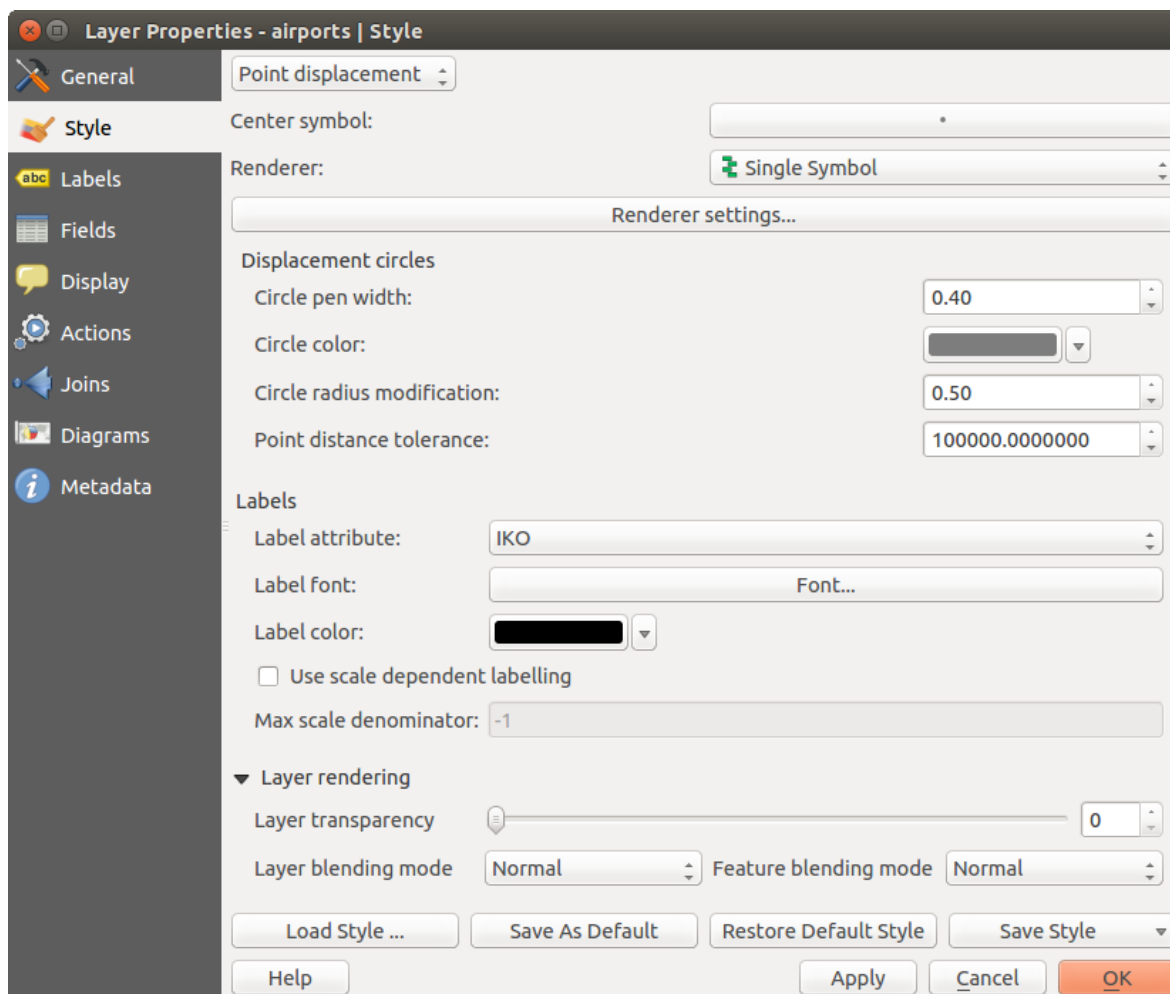 Layer Properties - airports | Style
General
Style
abc Labels
Fields
Display
Actions
Joins
Diagrams
Metadata
Point displacement
Center symbol:
Renderer: Single Symbol
Renderer settings...
Displacement circles
Circle pen width: 0.40
Circle color:
Circle radius modification: 0.50
Point distance tolerance: 100000.0000000
Labels
Label attribute: IKO
Label font: Font...
Label color:
Use scale dependent labelling
Max scale denominator: -1
Layer rendering
Layer transparency 0
Layer blending mode Normal Feature blending mode Normal
Load Style ... Save As Default Restore Default Style Save Style
Help Apply Cancel OK